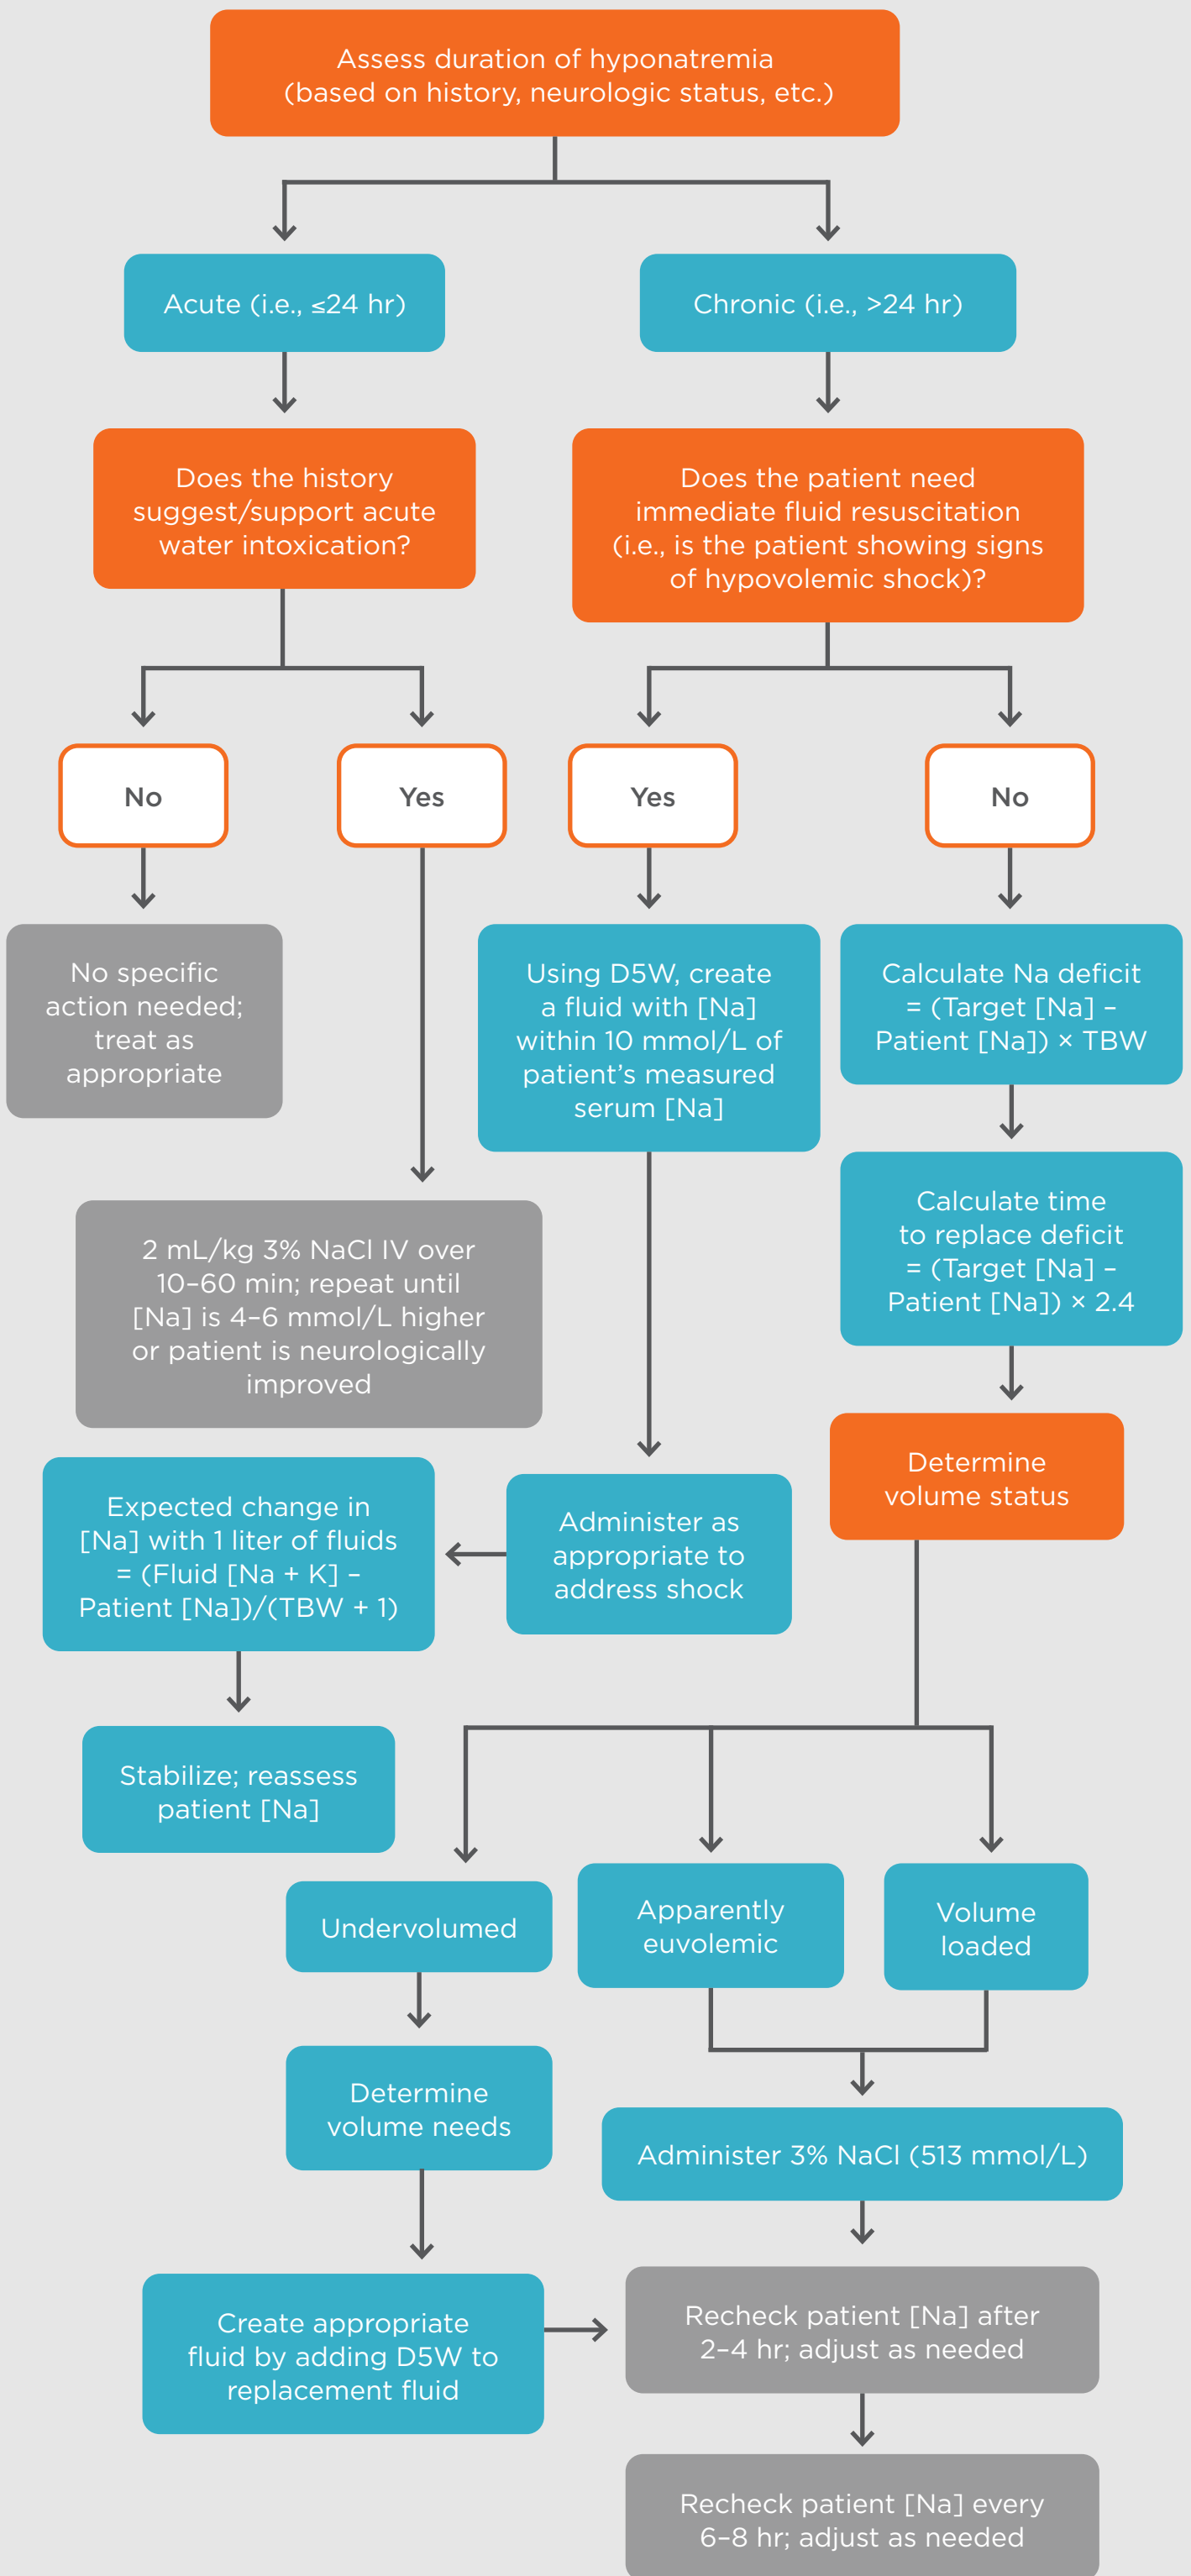 Assess duration of hyponatremia
(based on history, neurologic status, etc.)
Acute (i.e., ≤24 hr)
Chronic (i.e., >24 hr)
Does the history
suggest/support acute
water intoxication?
Does the patient need
immediate fluid resuscitation
(i.e., is the patient showing signs
of hypovolemic shock)?
No
Yes
Yes
No
No specific
action needed;
treat as
appropriate
Using D5W, create
a fluid with [Na]
within 10 mmol/L of
patient’s measured
serum [Na]
Calculate Na deficit
= (Target [Na] –
Patient [Na]) × TBW
2 mL/kg 3% NaCl IV over
10–60 min; repeat until
[Na] is 4–6 mmol/L higher
or patient is neurologically
improved
Calculate time
to replace deficit
= (Target [Na] –
Patient [Na]) × 2.4
Determine
volume status
Expected change in
[Na] with 1 liter of fluids
= (Fluid [Na + K] –
Patient [Na])/(TBW + 1)
Administer as
appropriate to
address shock
Stabilize; reassess
patient [Na]
Undervolumed
Apparently
euvolemic
Volume
loaded
Determine
volume needs
Administer 3% NaCl (513 mmol/L)
Create appropriate
fluid by adding D5W to
replacement fluid
Recheck patient [Na] after
2–4 hr; adjust as needed
Recheck patient [Na] every
6–8 hr; adjust as needed